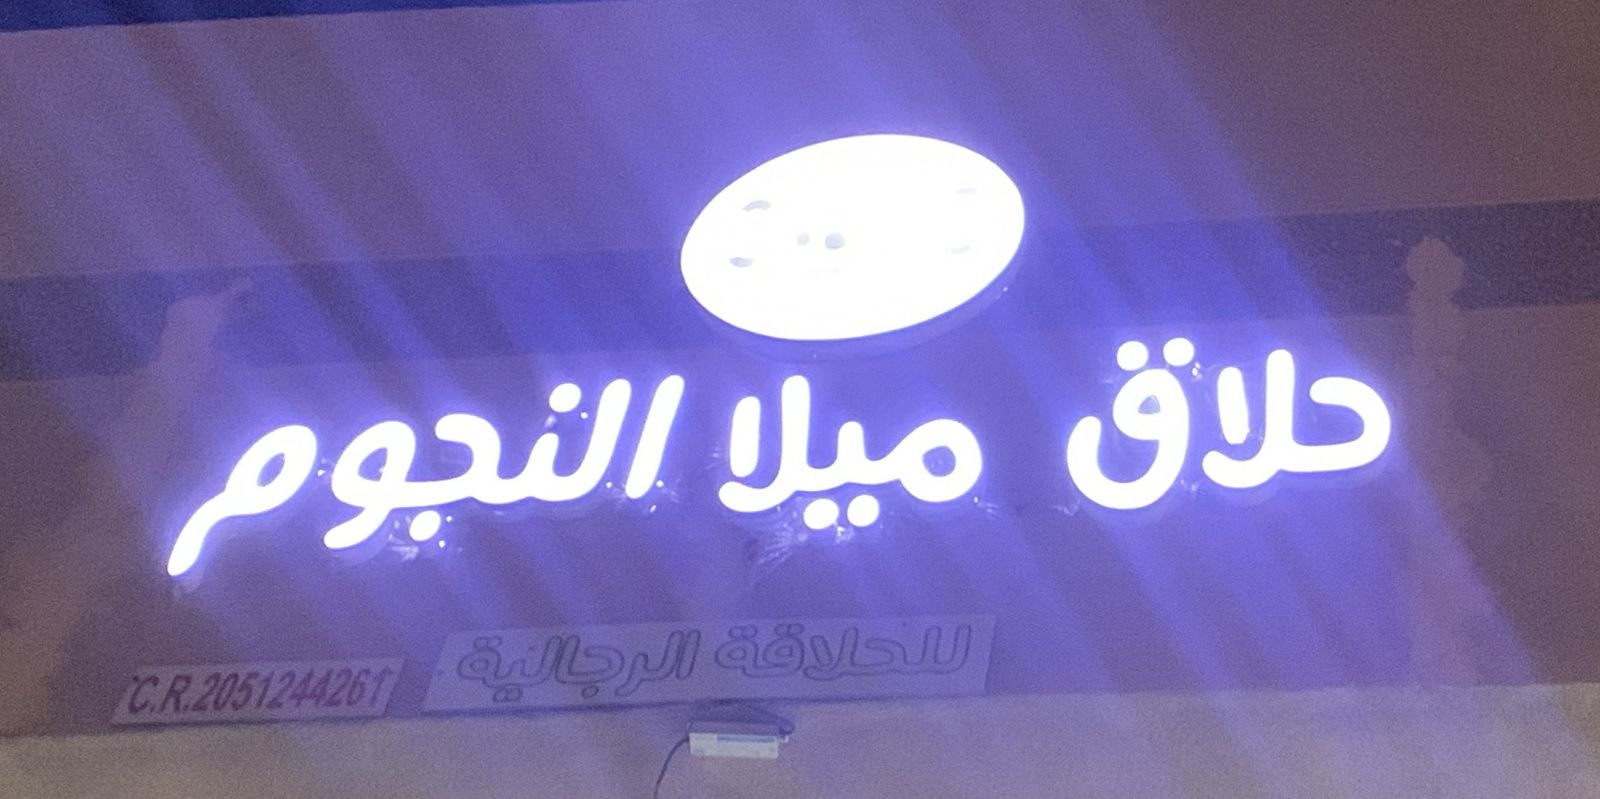 حلاق ميلا النجوم
للحلاقة الرجالية
C.R.2051244261